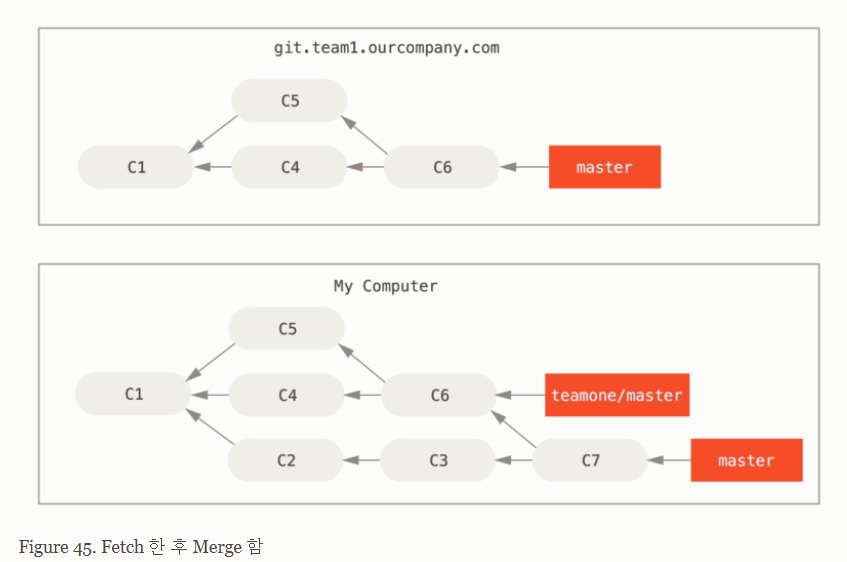 git.team1.ourcompany.com
C5
C1
C4
C6
master
My Computer
C5
C1
C4
C6
teamone/master
C2
C3
C7
master
Figure 45. Fetch 한 후 Merge 함